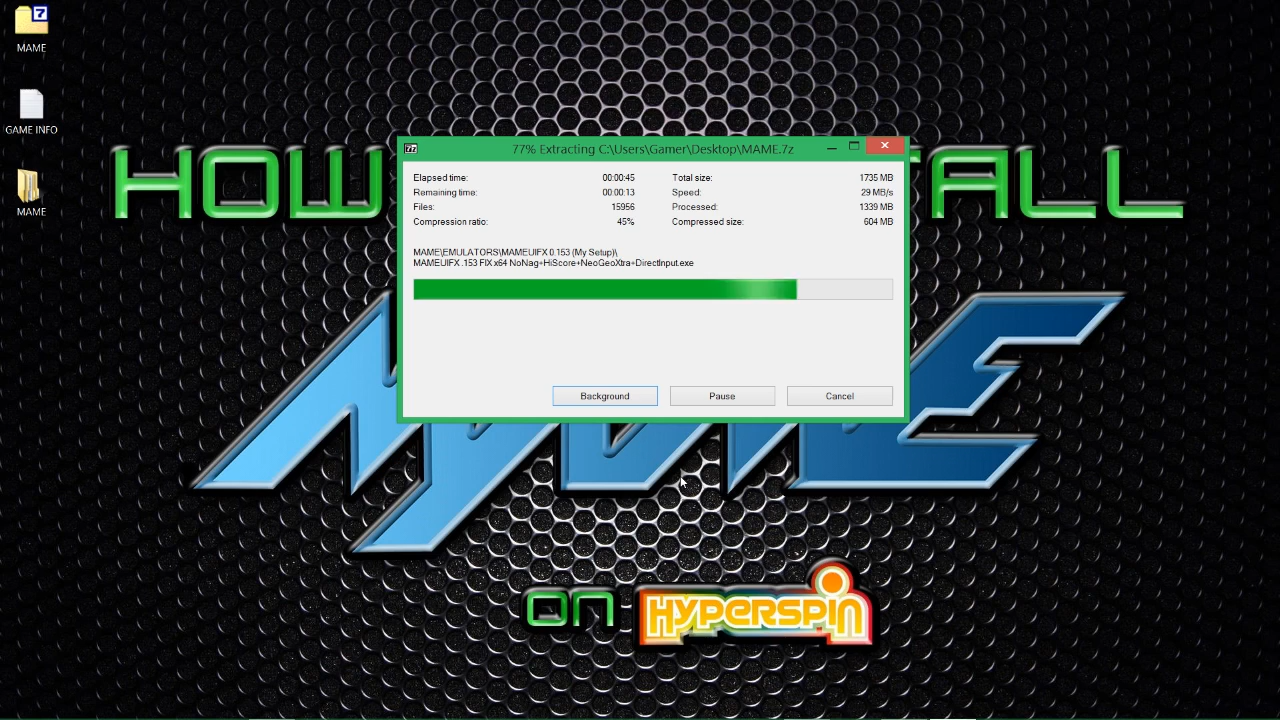 MAME
GAME INFO
MAME
77% Extracting C:\Users\Gamer\Desktop\MAME.7z
Elapsed time: 00:00:45 Total size: 1735 MB
Remaining time: 00:00:13 Speed: 29 MB/s
Files: 15956 Processed: 1339 MB
Compression ratio: 45% Compressed size: 604 MB
MAME\EMULATORS\MAMEUIFX 0.153 (My Setup)\
MAMEUIFX .153 FIX x64 NoNag+HiScore+NeoGeoXtra+DirectInput.exe
Background Pause Cancel
HOW TALL
MAME
ON HYPERSPIN